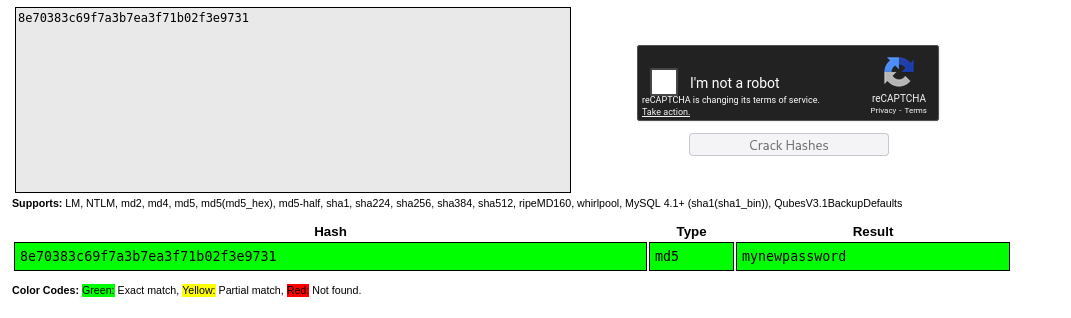 8e70383c69f7a3b7ea3f71b02f3e9731
I'm not a robot
reCAPTCHA is changing its terms of service.
Take action.
reCAPTCHA
Privacy - Terms
Crack Hashes
Supports: LM, NTLM, md2, md4, md5, md5(md5_hex), md5-half, sha1, sha224, sha256, sha384, sha512, ripeMD160, whirlpool, MySQL 4.1+ (sha1(sha1_bin)), QubesV3.1BackupDefaults
Hash Type Result
8e70383c69f7a3b7ea3f71b02f3e9731 md5 mynewpassword
Color Codes: Green: Exact match, Yellow: Partial match, Red: Not found.